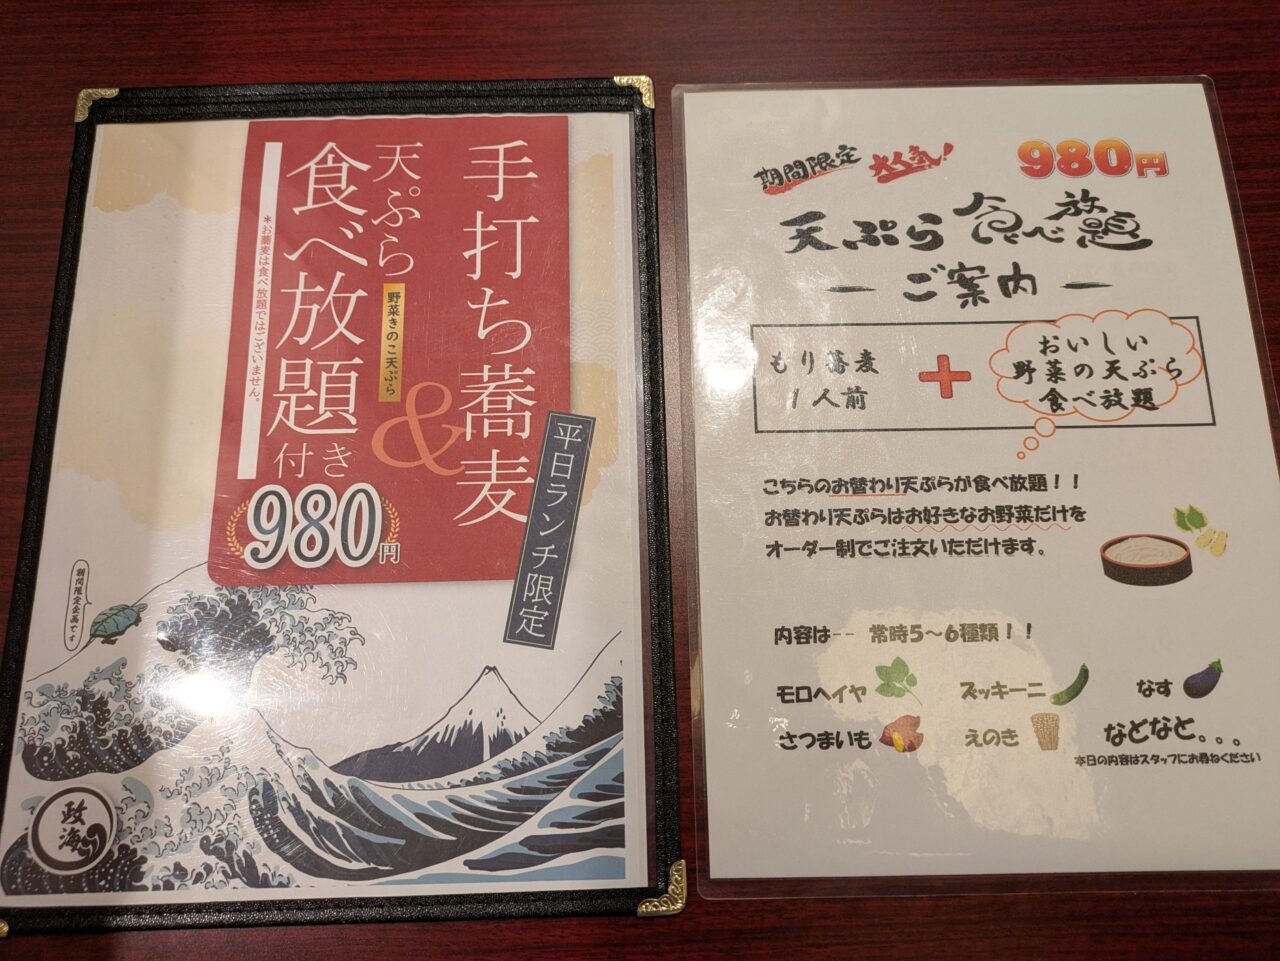 手打ち蕎麦
&
天ぷら
野菜きのこ天ぷら
食べ放題
付き
*お蕎麦は食べ放題ではございません。
980円
平日ランチ限定
期間限定企画です
政海
期間限定 大人気!
980円
天ぷら食べ放題
ー ご案内 ー
もり蕎麦
1人前
+
おいしい
野菜の天ぷら
食べ放題
こちらのお替わり天ぷらが食べ放題!!
お替わり天ぷらはお好きなお野菜だけを
オーダー制でご注文いただけます。
内容は-- 常時5~6種類!!
モロヘイヤ ズッキーニ なす
さつまいも えのき などなど。。。
本日の内容はスタッフにお尋ねください